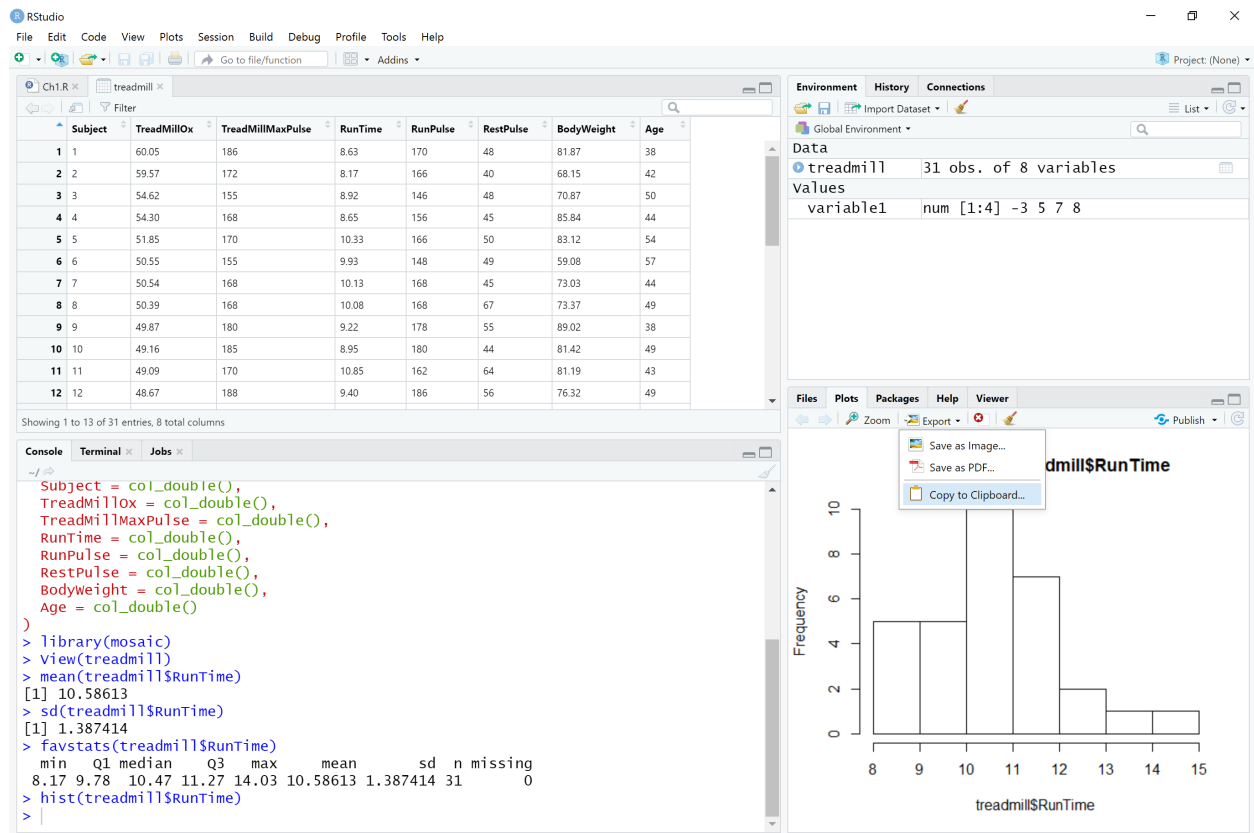 RStudio
File Edit Code View Plots Session Build Debug Profile Tools Help
Go to file/function Addins Project: (None)
Ch1.R treadmill
Filter
Subject TreadMillOx TreadMillMaxPulse RunTime RunPulse RestPulse BodyWeight Age
1 1 60.05 186 8.63 170 48 81.87 38
2 2 59.57 172 8.17 166 40 68.15 42
3 3 54.62 155 8.92 146 48 70.87 50
4 4 54.30 168 8.65 156 45 85.84 44
5 5 51.85 170 10.33 166 50 83.12 54
6 6 50.55 155 9.93 148 49 59.08 57
7 7 50.54 168 10.13 168 45 73.03 44
8 8 50.39 168 10.08 168 67 73.37 49
9 9 49.87 180 9.22 178 55 89.02 38
10 10 49.16 185 8.95 180 44 81.42 49
11 11 49.09 170 10.85 162 64 81.19 43
12 12 48.67 188 9.40 186 56 76.32 49
Showing 1 to 13 of 31 entries, 8 total columns
Console Terminal Jobs
~/
Subject = col_double(),
TreadMillOx = col_double(),
TreadMillMaxPulse = col_double(),
RunTime = col_double(),
RunPulse = col_double(),
RestPulse = col_double(),
BodyWeight = col_double(),
Age = col_double()
)
> library(mosaic)
> View(treadmill)
> mean(treadmill$RunTime)
[1] 10.58613
> sd(treadmill$RunTime)
[1] 1.387414
> favstats(treadmill$RunTime)
min Q1 median Q3 max mean sd n missing
8.17 9.78 10.47 11.27 14.03 10.58613 1.387414 31 0
> hist(treadmill$RunTime)
>
Environment History Connections
Import Dataset List
Global Environment
Data
treadmill 31 obs. of 8 variables
Values
variable1 num [1:4] -3 5 7 8
Files Plots Packages Help Viewer
Zoom Export Publish
Save as Image...
Save as PDF...
Copy to Clipboard...
dmill$RunTime
Frequency
10
8
6
4
2
0
8 9 10 11 12 13 14 15
treadmill$RunTime